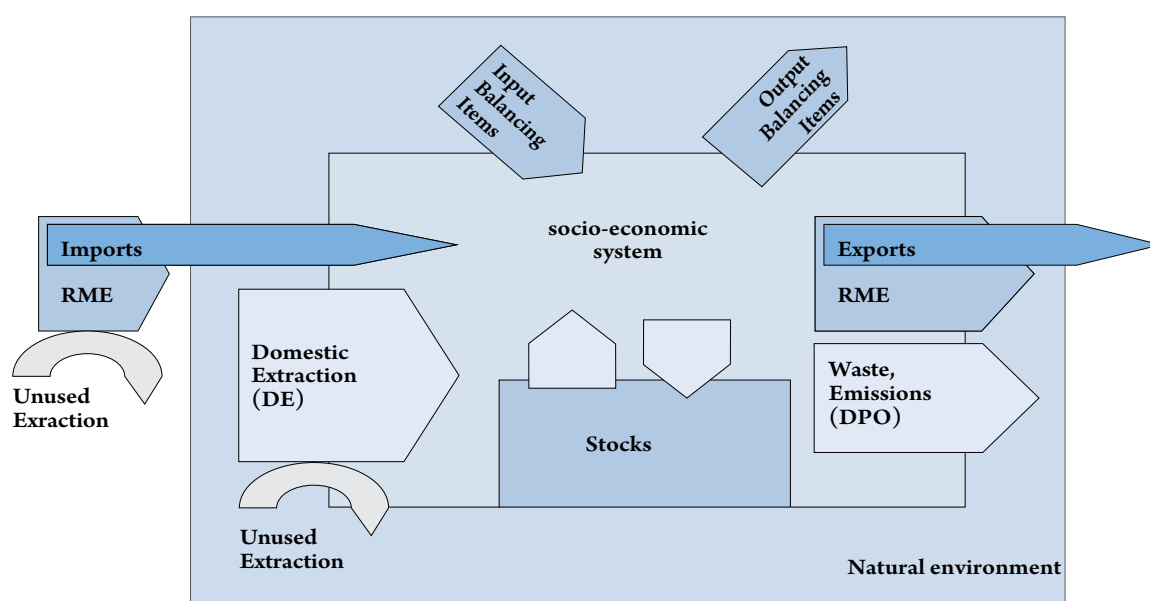 Input
Balancing
Items
Output
Balancing
Items
socio-economic
system
Imports
RME
Exports
RME
Domestic
Extraction
(DE)
Waste,
Emissions
(DPO)
Unused
Exraction
Stocks
Unused
Extraction
Natural environment